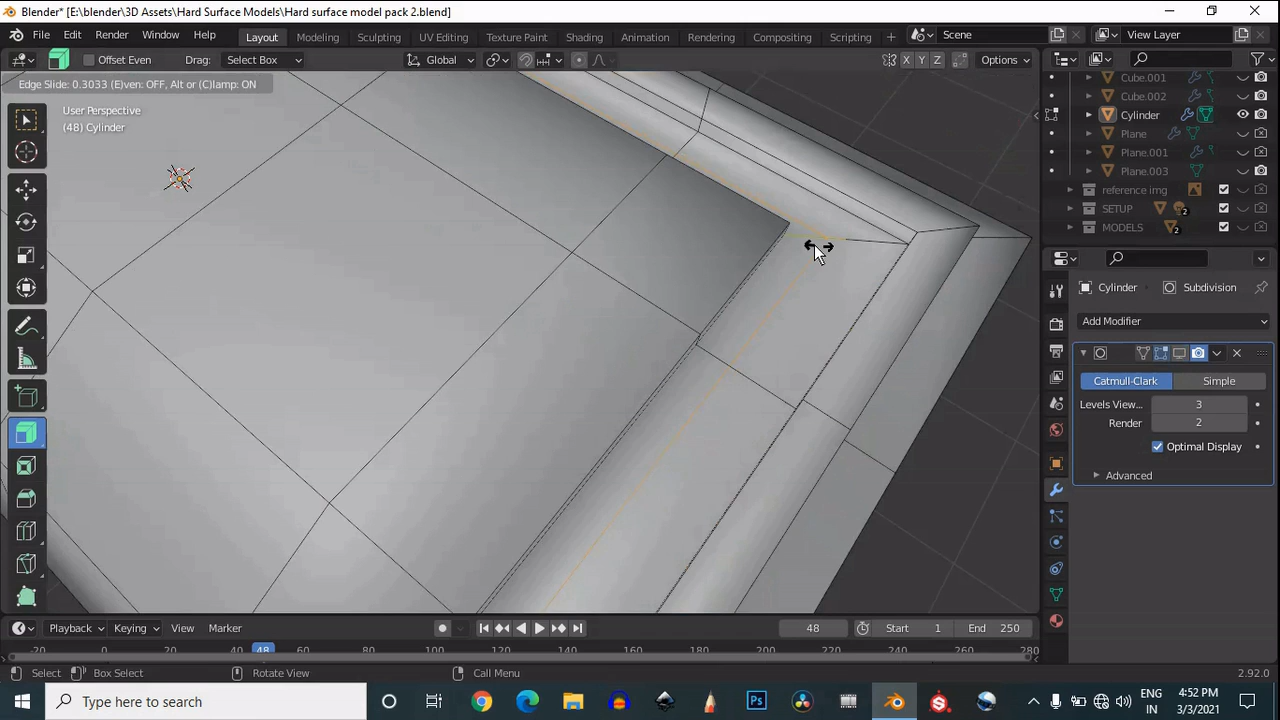 Blender* [E:\blender\3D Assets\Hard Surface Models\Hard surface model pack 2.blend]
File Edit Render Window Help Layout Modeling Sculpting UV Editing Texture Paint Shading Animation Rendering Compositing Scripting + Scene View Layer
Offset Even Drag: Select Box Global X Y Z Options
Edge Slide: 0.3033 (E)ven: OFF, Alt or (C)lamp: ON
User Perspective
(48) Cylinder
Cube.001
Cube.002
Cylinder
Plane
Plane.001
Plane.003
reference img
SETUP 2
MODELS 2
Cylinder Subdivision
Add Modifier
Catmull-Clark Simple
Levels View... 3
Render 2
Optimal Display
Advanced
Playback Keying View Marker 48 Start 1 End 250
-20 0 20 48 60 80 100 120 140 160 180 200 220 240 260 280
Select Box Select Rotate View Call Menu 2.92.0
Type here to search Ps ENG IN 4:52 PM 3/3/2021